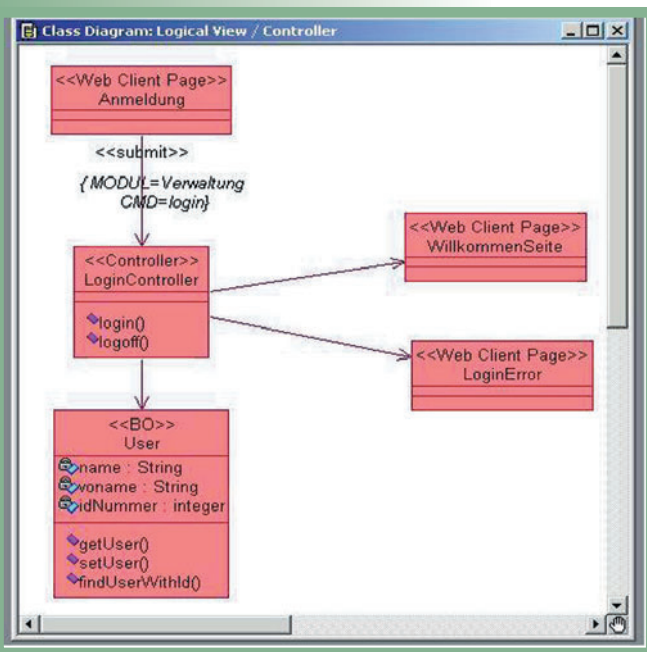 Class Diagram: Logical View / Controller
<<Web Client Page>>
Anmeldung
<<submit>>
{ MODUL=Verwaltung
CMD=login}
<<Controller>>
LoginController
login()
logoff()
<<Web Client Page>>
WillkommenSeite
<<Web Client Page>>
LoginError
<<BO>>
User
name : String
voname : String
idNummer : integer
getUser()
setUser()
findUserWithId()